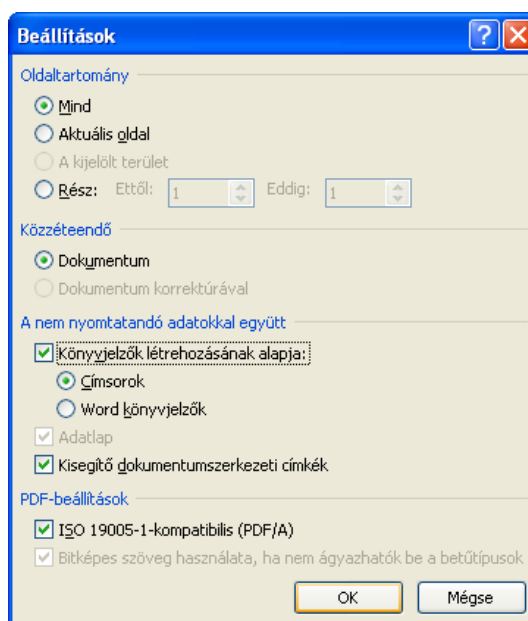 Beállítások
Oldaltartomány
Mind
Aktuális oldal
A kijelölt terület
Rész: Ettől: 1 Eddig: 1
Közzéteendő
Dokumentum
Dokumentum korrektúrával
A nem nyomtatandó adatokkal együtt
Könyvjelzők létrehozásának alapja:
Címsorok
Word könyvjelzők
Adatlap
Kisegítő dokumentumszerkezeti címkék
PDF-beállítások
ISO 19005-1-kompatibilis (PDF/A)
Bitképes szöveg használata, ha nem ágyazhatók be a betűtípusok
OK Mégse